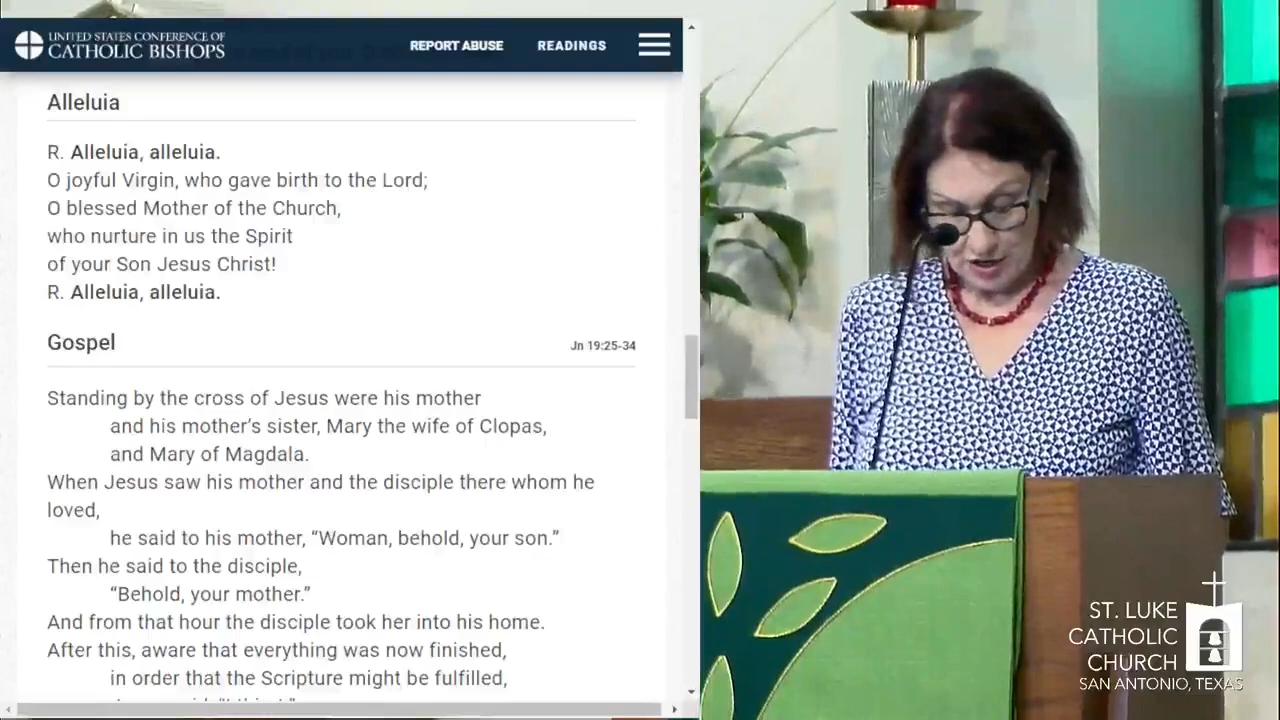 UNITED STATES CONFERENCE OF
CATHOLIC BISHOPS
REPORT ABUSE
READINGS
Alleluia
R. Alleluia, alleluia.
O joyful Virgin, who gave birth to the Lord;
O blessed Mother of the Church,
who nurture in us the Spirit
of your Son Jesus Christ!
R. Alleluia, alleluia.
Gospel
Jn 19:25-34
Standing by the cross of Jesus were his mother
and his mother’s sister, Mary the wife of Clopas,
and Mary of Magdala.
When Jesus saw his mother and the disciple there whom he
loved,
he said to his mother, “Woman, behold, your son.”
Then he said to the disciple,
“Behold, your mother.”
And from that hour the disciple took her into his home.
After this, aware that everything was now finished,
in order that the Scripture might be fulfilled,
ST. LUKE
CATHOLIC
CHURCH
SAN ANTONIO, TEXAS